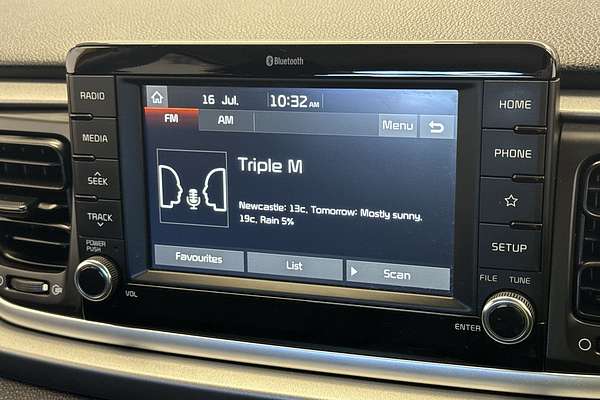 Bluetooth
RADIO
MEDIA
SEEK
TRACK
POWER
PUSH
VOL
16 Jul. 10:32 AM
FM AM Menu
Triple M
Newcastle: 13c, Tomorrow: Mostly sunny.
19c, Rain 5%
Favourites List Scan
HOME
PHONE
SETUP
FILE TUNE
ENTER